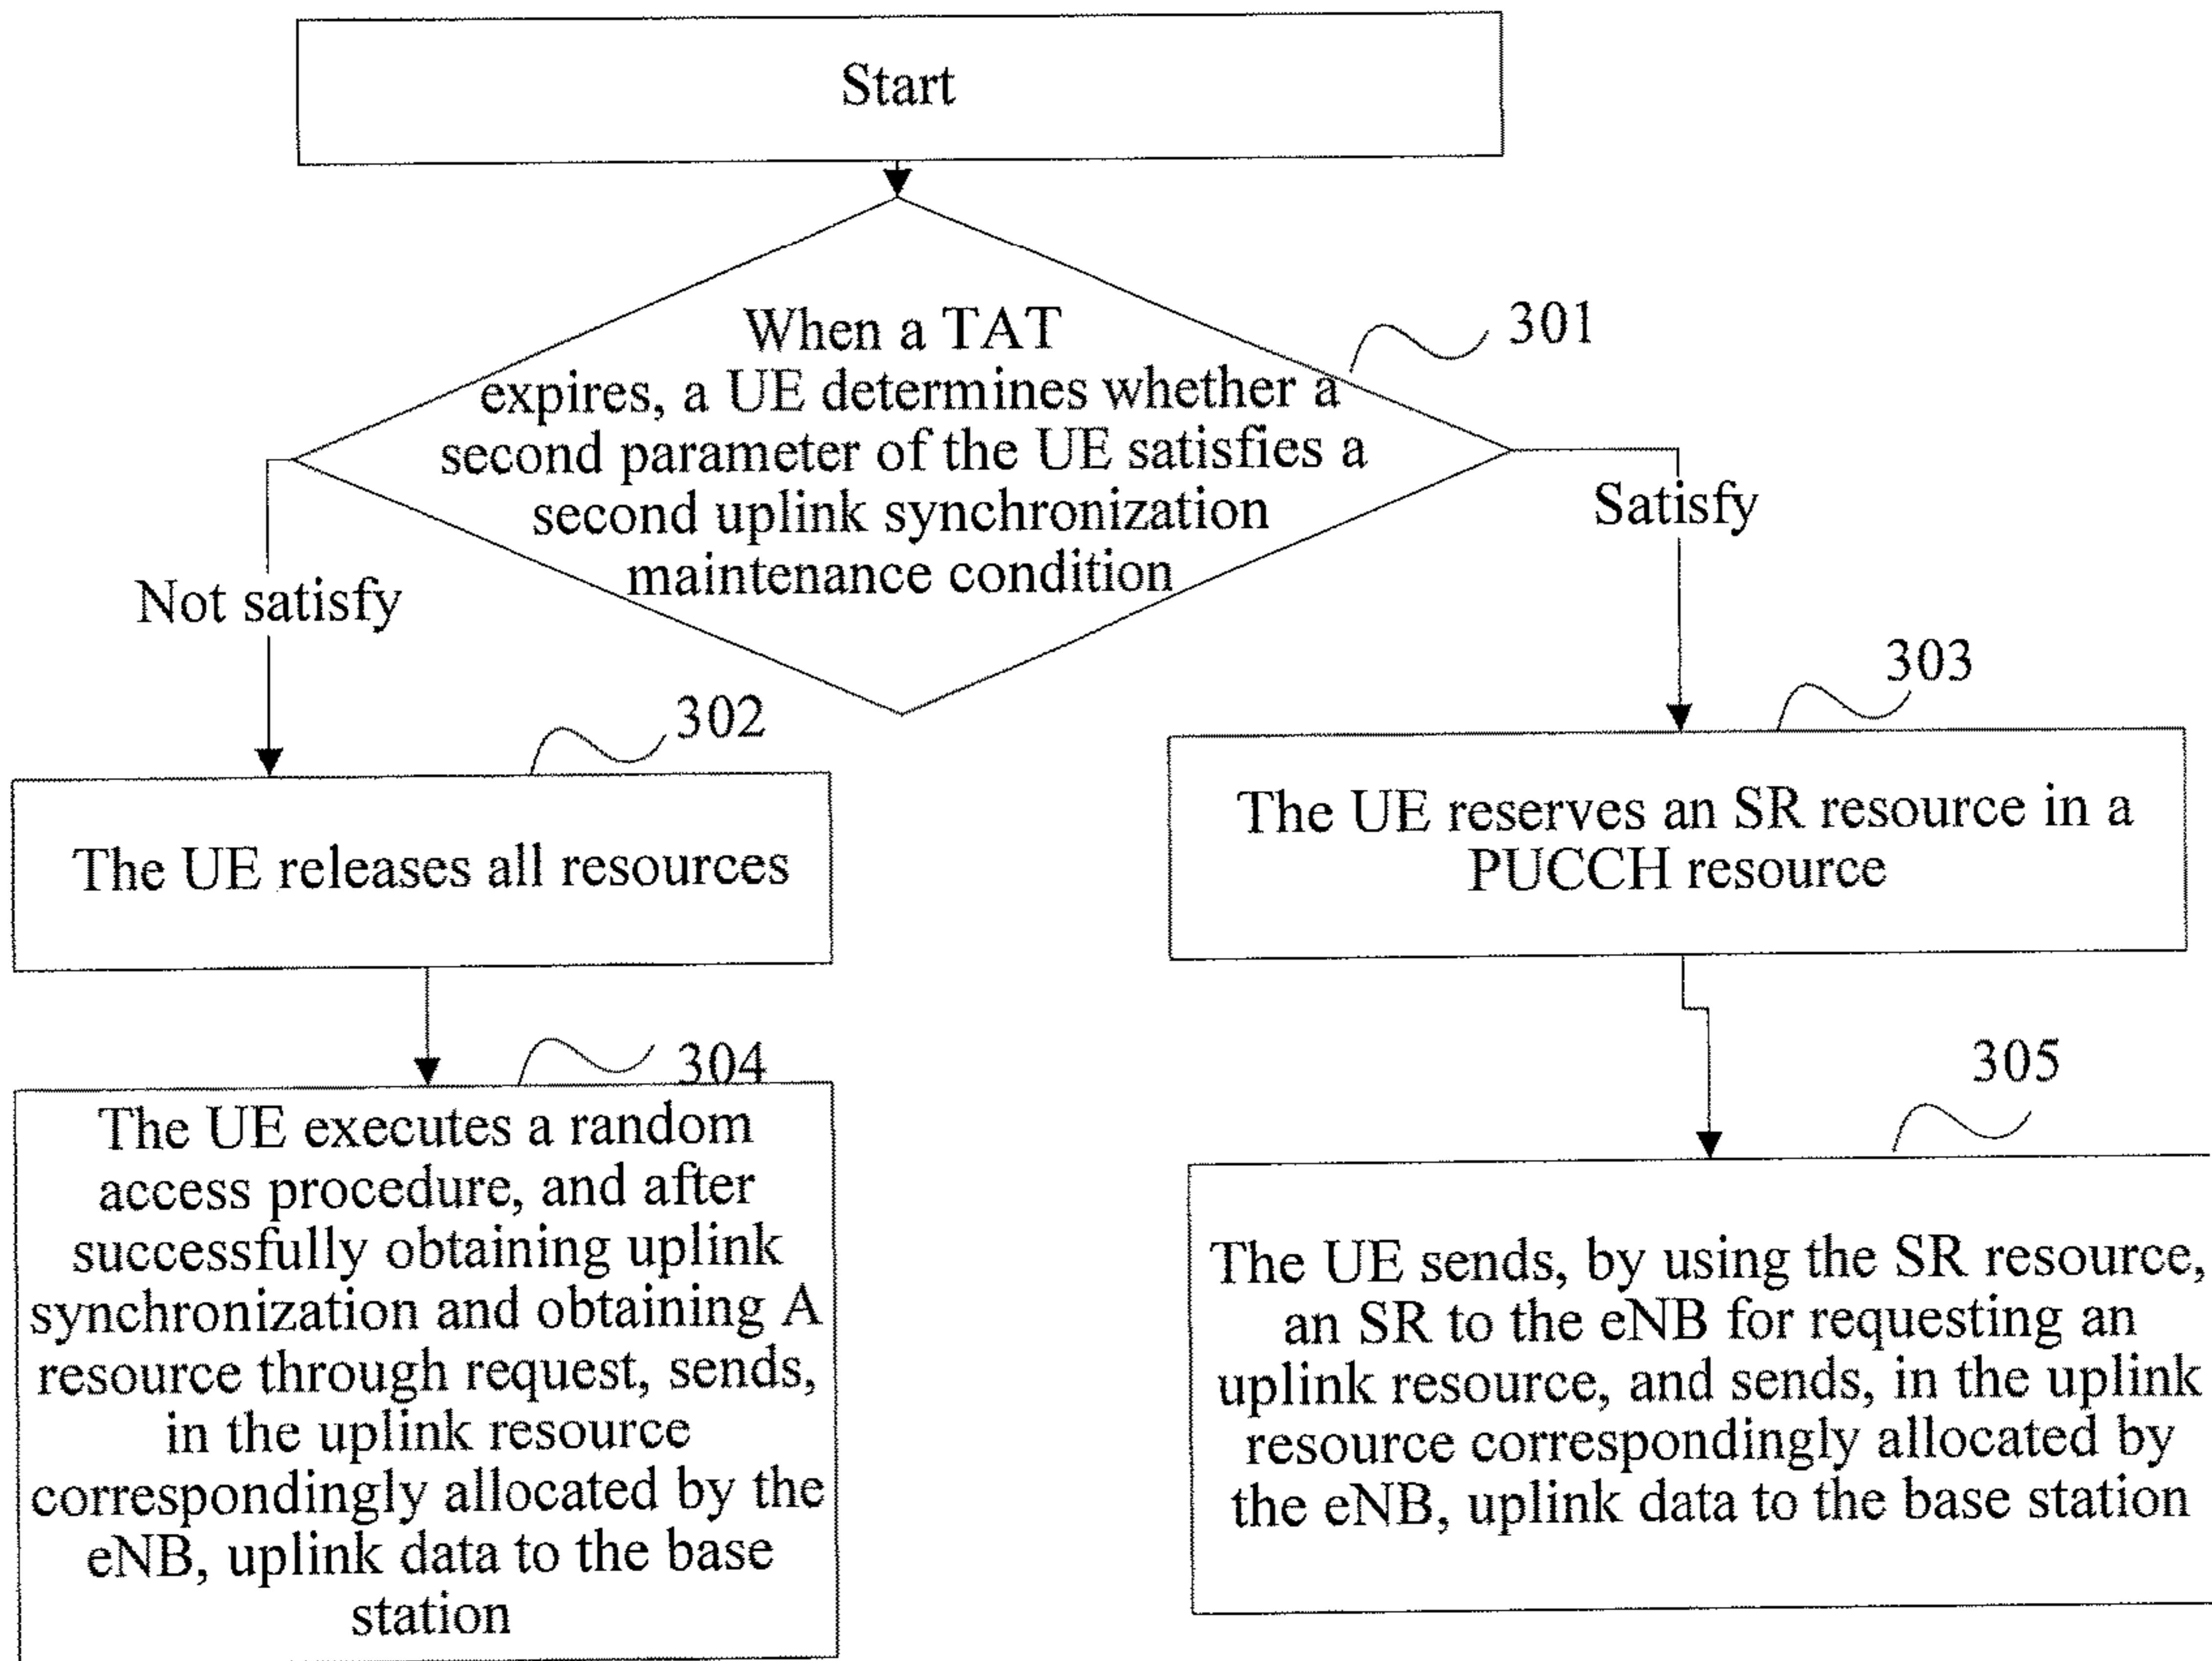 Start
When a TAT
expires, a UE determines whether a
second parameter of the UE satisfies a
second uplink synchronization
maintenance condition
301
Not satisfy
Satisfy
302
The UE releases all resources
303
The UE reserves an SR resource in a
PUCCH resource
304
The UE executes a random
access procedure, and after
successfully obtaining uplink
synchronization and obtaining A
resource through request, sends,
in the uplink resource
correspondingly allocated by the
eNB, uplink data to the base
station
305
The UE sends, by using the SR resource,
an SR to the eNB for requesting an
uplink resource, and sends, in the uplink
resource correspondingly allocated by
the eNB, uplink data to the base station